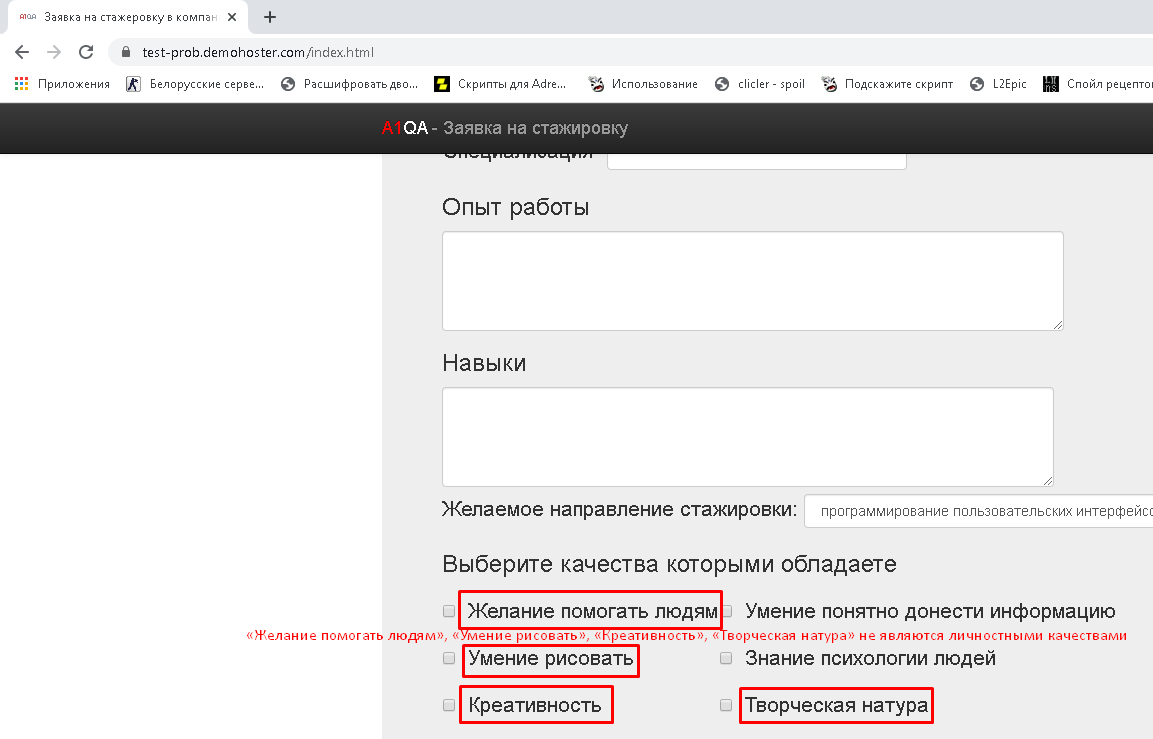 A1QA Заявка на стажировку в компан
test-prob.demohoster.com/index.html
Приложения Белорусские серве... Расшифровать дво... Скрипты для Adre... Использование clicler - spoil Подскажите скрипт L2Epic Спойл рецепто
A1QA - Заявка на стажировку
Специализация
Опыт работы
Навыки
Желаемое направление стажировки: программирование пользовательских интерфейсо
Выберите качества которыми обладаете
Желание помогать людям Умение понятно донести информацию
«Желание помогать людям», «Умение рисовать», «Креативность», «Творческая натура» не являются личностными качествами
Умение рисовать Знание психологии людей
Креативность Творческая натура